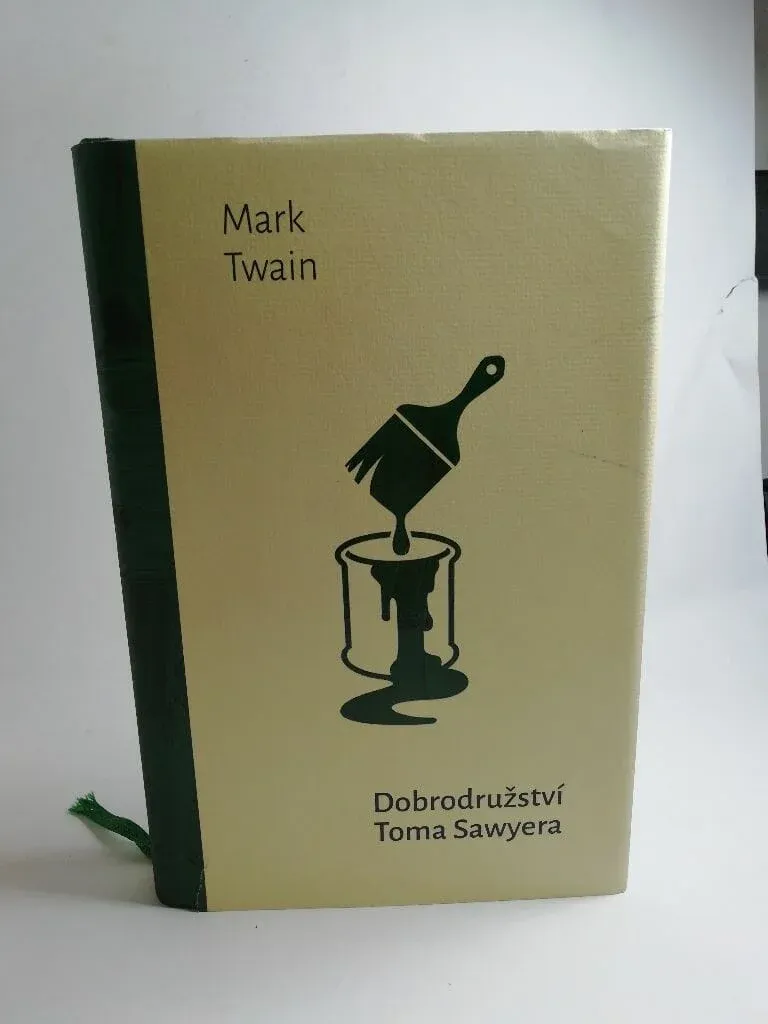 Mark
Twain
Dobrodružství
Toma Sawyera